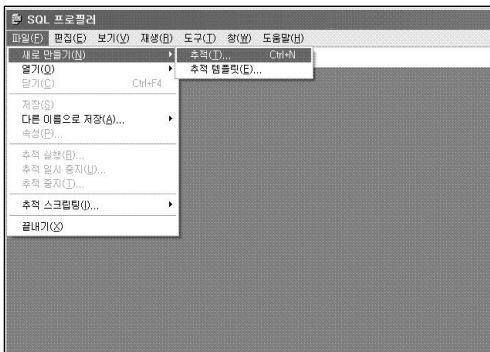 SQL 프로필러
파일(F) 편집(E) 보기(V) 재생(R) 도구(T) 창(W) 도움말(H)
새로 만들기(N)
추적(T)... Ctrl+N
열기(O)
추적 템플릿(E)...
닫기(C) Ctrl+F4
저장(S)
다른 이름으로 저장(A)...
속성(P)...
추적 실행(R)...
추적 일시 중지(U)...
추적 중지(T)...
추적 스크립팅(I)...
끝내기(X)